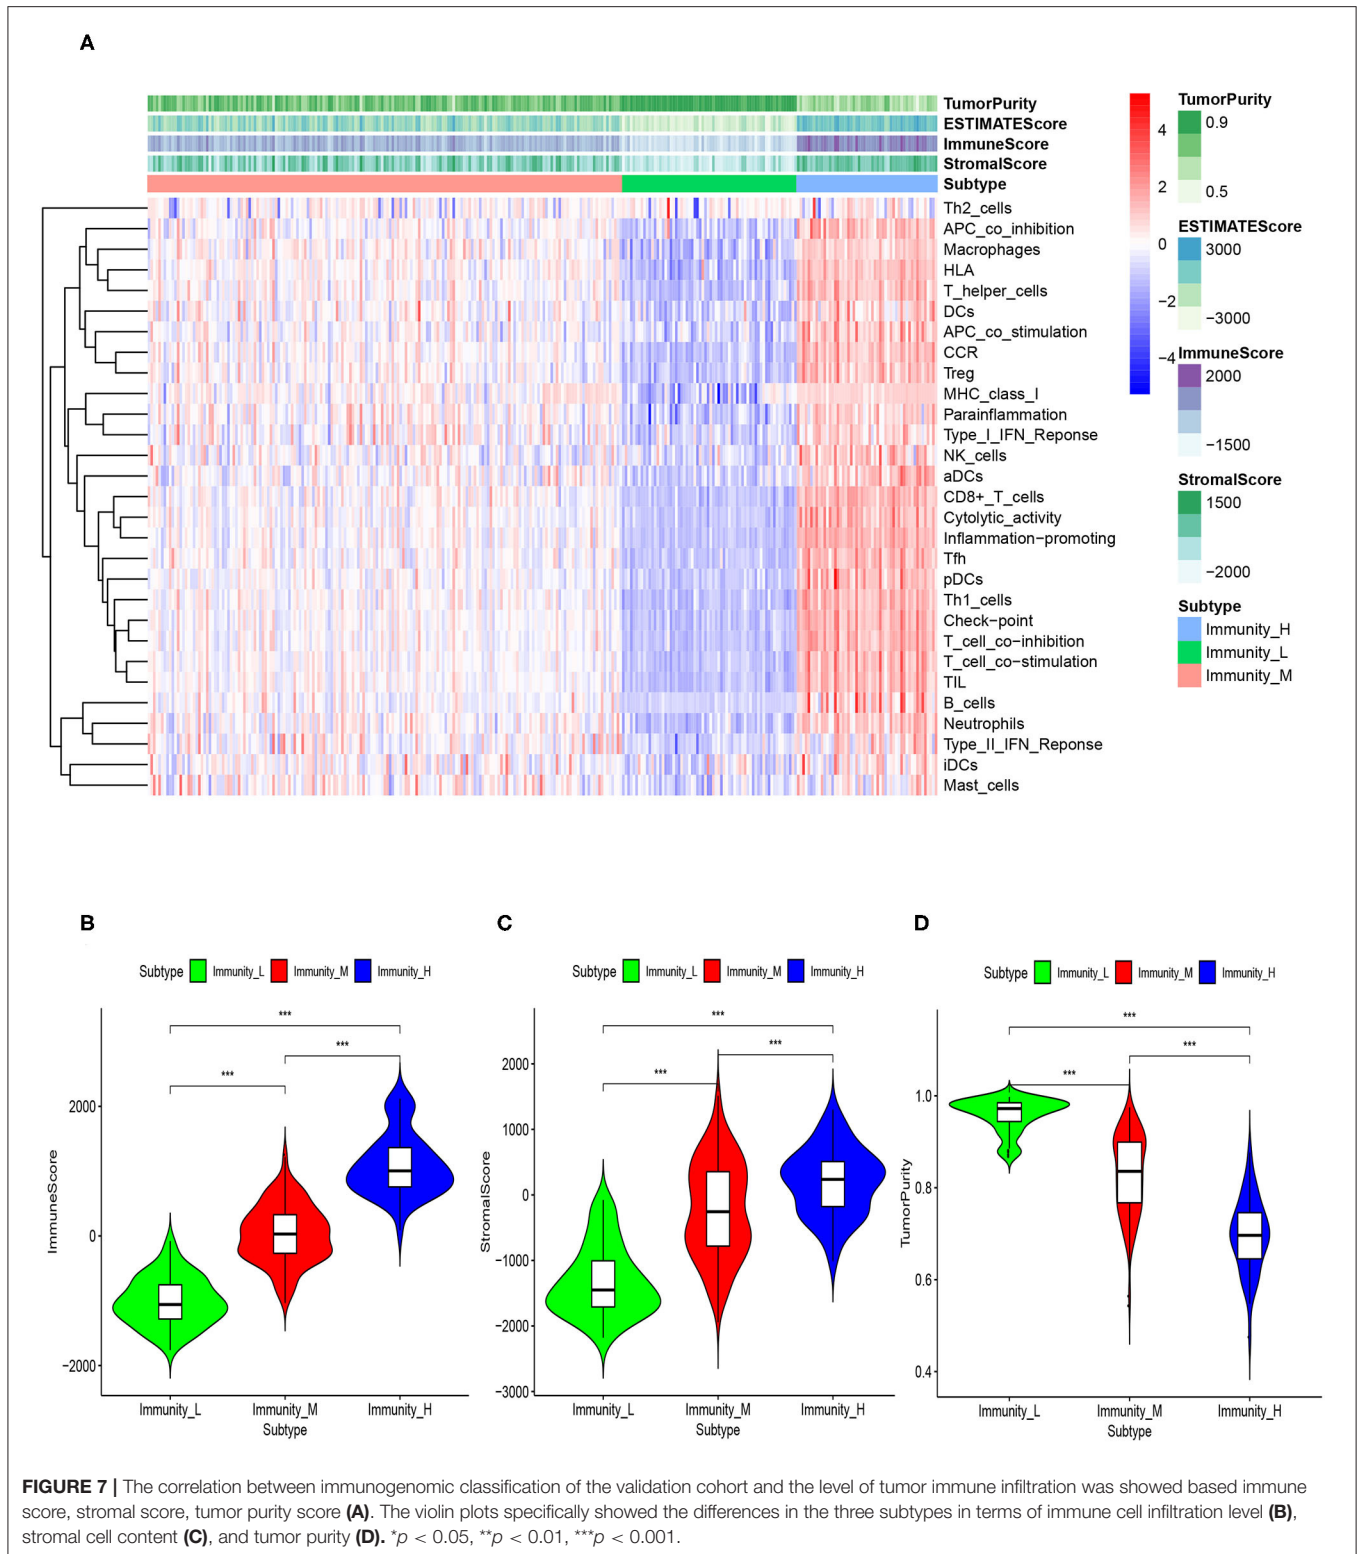 A
TumorPurity
ESTIMATEScore
ImmuneScore
StromalScore
Subtype
Th2_cells
APC_co_inhibition
Macrophages
HLA
T_helper_cells
DCs
APC_co_stimulation
CCR
Treg
MHC_class_I
Parainflammation
Type_I_IFN_Reponse
NK_cells
aDCs
CD8+_T_cells
Cytolytic_activity
Inflammation−promoting
Tfh
pDCs
Th1_cells
Check−point
T_cell_co−inhibition
T_cell_co−stimulation
TIL
B_cells
Neutrophils
Type_II_IFN_Reponse
iDCs
Mast_cells
4
2
0
−2
−4
TumorPurity
0.9
0.5
ESTIMATEScore
3000
−3000
ImmuneScore
2000
−1500
StromalScore
1500
−2000
Subtype
Immunity_H
Immunity_L
Immunity_M
B
Subtype Immunity_L Immunity_M Immunity_H
***
***
***
2000
0
−2000
ImmuneScore
Immunity_L Immunity_M Immunity_H
Subtype
C
Subtype Immunity_L Immunity_M Immunity_H
***
***
***
2000
1000
0
−1000
−2000
−3000
StromalScore
Immunity_L Immunity_M Immunity_H
Subtype
D
Subtype Immunity_L Immunity_M Immunity_H
***
***
***
1.0
0.8
0.6
0.4
TumorPurity
Immunity_L Immunity_M Immunity_H
Subtype
FIGURE 7 | The correlation between immunogenomic classification of the validation cohort and the level of tumor immune infiltration was showed based immune
score, stromal score, tumor purity score (A). The violin plots specifically showed the differences in the three subtypes in terms of immune cell infiltration level (B),
stromal cell content (C), and tumor purity (D). *p < 0.05, **p < 0.01, ***p < 0.001.